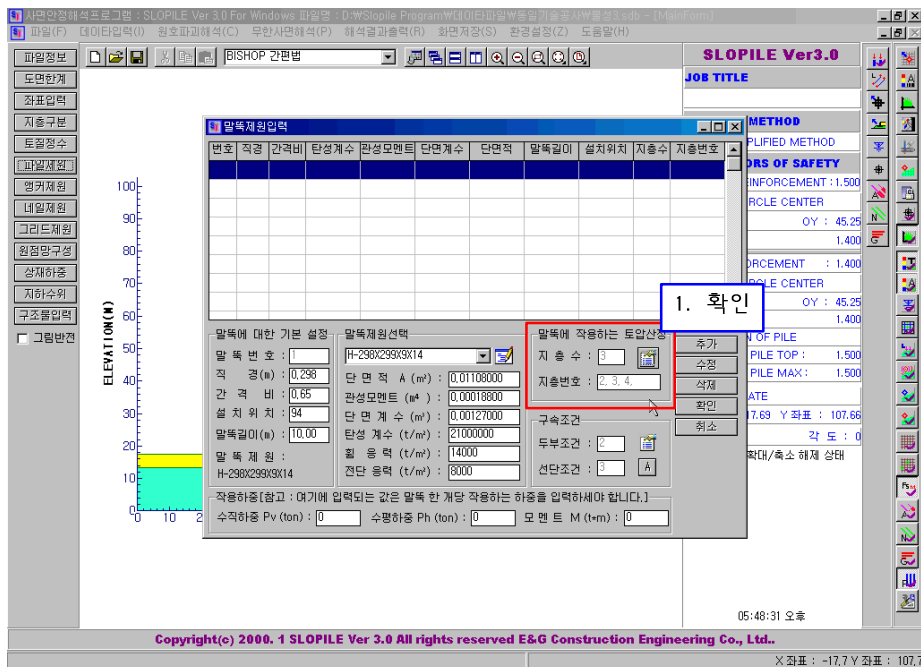 사면안정해석프로그램 : SLOPILE Ver 3.0 For Windows 파일명 : D:\Slopile Program\데이타파일\동일기술공사\불성3.sdb - [MainForm]
파일(F) 데이타입력(I) 원호파괴해석(C) 무한사면해석(P) 해석결과출력(R) 화면저장(S) 환경설정(Z) 도움말(H)
BISHOP 간편법
파일정보
도면한계
좌표입력
지층구분
토질정수
파일제원
앵커제원
네일제원
그리드제원
원점망구성
상재하중
지하수위
구조물입력
그림반전
ELEVATION(M)
100
90
80
70
60
50
40
30
20
10
0
0 10 2
말뚝제원입력
번호 직경 간격비 탄성계수 관성모멘트 단면계수 단면적 말뚝길이 설치위치 지층수 지층번호
1. 확인
말뚝에 대한 기본 설정
말 뚝 번 호 : 1
직 경(m) : 0.298
간 격 비 : 0.65
설 치 위 치 : 94
말뚝길이(m) : 10.00
말 뚝 제 원 :
H-298X299X9X14
말뚝제원선택
H-298X299X9X14
단 면 적 A (m²) : 0.01108000
관성모멘트 (m⁴) : 0.00018800
단 면 계 수 (m³) : 0.00127000
탄성 계수 (t/m²) : 21000000
휨 응 력 (t/m²) : 14000
전단 응력 (t/m²) : 8000
말뚝에 작용하는 토압산정
지 층 수 : 3
지층번호 : 2, 3, 4,
구속조건
두부조건 : 2
선단조건 : 3 A
추가
수정
삭제
확인
취소
작용하중[참고 : 여기에 입력되는 값은 말뚝 한 개당 작용하는 하중을 입력하세야 합니다.]
수직하중 Pv (ton) : 0 수평하중 Ph (ton) : 0 모 멘 트 M (t*m) : 0
SLOPILE Ver3.0
JOB TITLE
METHOD
PLIFIED METHOD
ORS OF SAFETY
EINFORCEMENT : 1.500
RCLE CENTER
OY : 45.25
1.400
ORCEMENT : 1.400
RCLE CENTER
OY : 45.25
1.400
N OF PILE
PILE TOP : 1.500
PILE MAX : 1.500
ATE
17.69 Y 좌표 : 107.66
각 도 : 0
확대/축소 해제 상태
05:48:31 오후
Copyright(c) 2000. 1 SLOPILE Ver 3.0 All rights reserved E&G Construction Engineering Co., Ltd..
X 좌표 : -17.7 Y 좌표 : 107.7